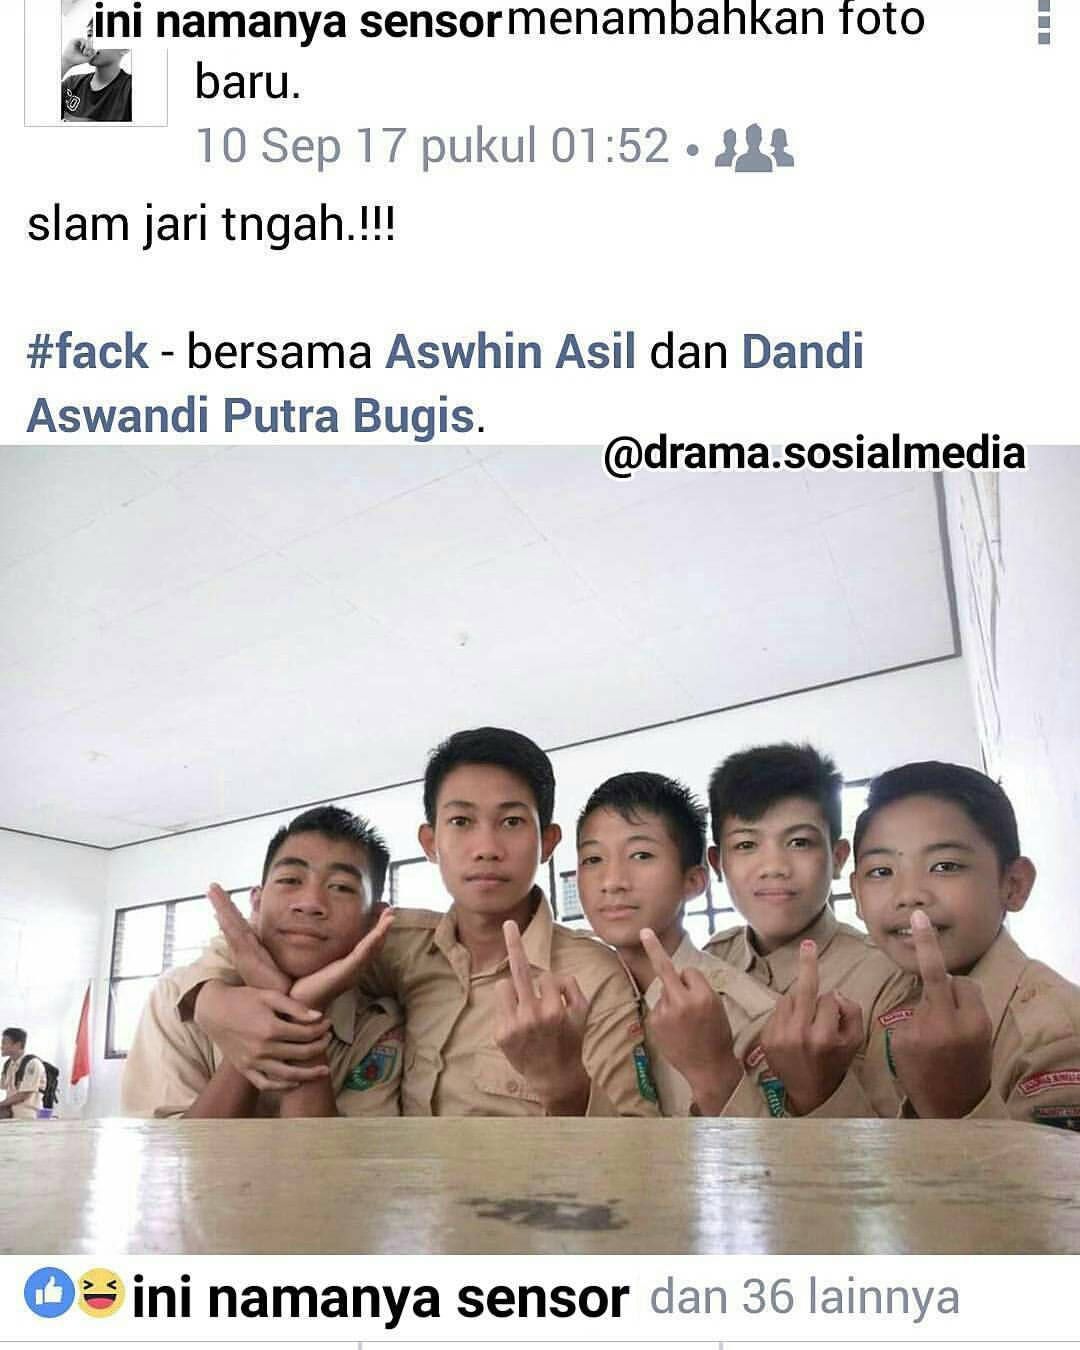 ini namanya sensor menambahkan foto
baru.
10 Sep 17 pukul 01:52 •
slam jari tngah.!!!
#fack - bersama Aswhin Asil dan Dandi
Aswandi Putra Bugis.
@drama.sosialmedia
ini namanya sensor dan 36 lainnya